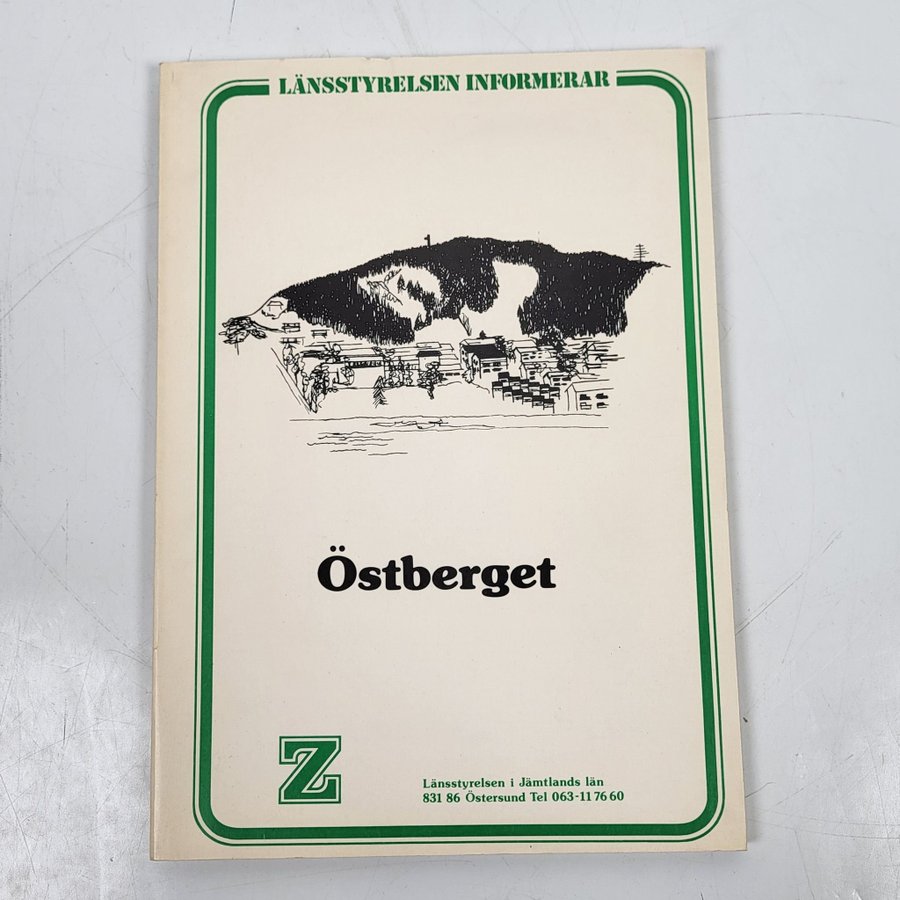 LÄNSSTYRELSEN INFORMERAR
Östberget
Z
Länsstyrelsen i Jämtlands län
831 86 Östersund Tel 063-11 76 60